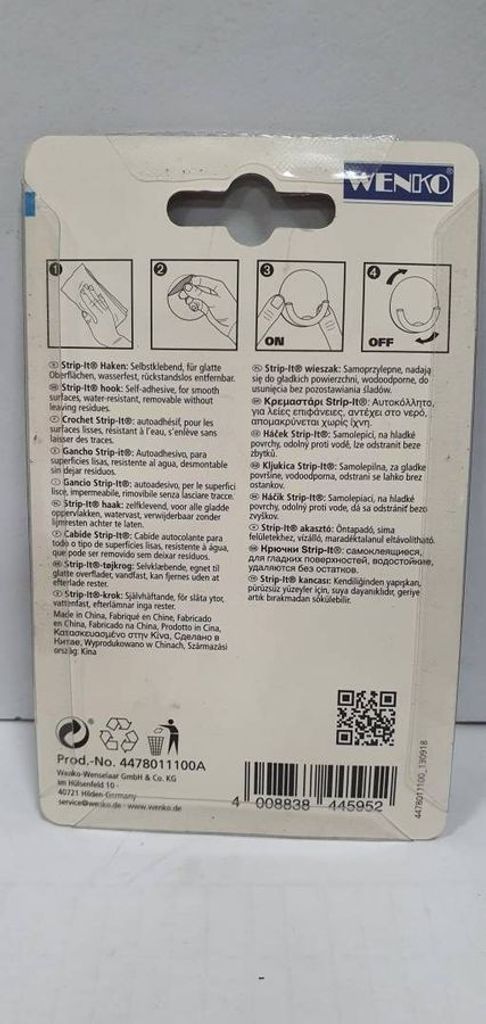 WENKO®
1
2
3
4
ON
OFF
Strip-It® Haken: Selbstklebend, für glatte
Oberflächen, wasserfest, rückstandslos entfernbar.
Strip-It® hook: Self-adhesive, for smooth
surfaces, water-resistant, removable without
leaving residues.
Crochet Strip-It®: autoadhésif, pour les
surfaces lisses, résistant à l'eau, s'enlève sans
laisser des traces.
Gancho Strip-It®: Autoadhesivo, para
superficies lisas, resistente al agua, desmontable
sin dejar residuos.
Gancio Strip-It®: autoadesivo, per le superfici
lisce, impermeabile, rimovibile senza lasciare tracce.
Strip-It® haak: zelfklevend, voor alle gladde
oppervlakken, watervast, verwijderbaar zonder
lijmresten achter te laten.
Cabide Strip-It®: Cabide autocolante para
todo o tipo de superfícies lisas, resistente à água,
que pode ser removido sem deixar resíduos.
Strip-It®-tøjkrog: Selvklæbende, egnet til
glatte overflader, vandfast, kan fjernes uden at
efterlade rester.
Strip-It®-krok: Självhäftande, för släta ytor,
vattenfast, efterlämnar inga rester.
Made in China, Fabriqué en Chine, Fabricado
en China, Fabricado na China, Prodotto in Cina,
Κατασκευασμένο στην Κίνα, Сделано в
Китае, Wyprodukowano w Chinach, Származási
ország: Kína
Strip-It® wieszak: Samoprzylepne, nadają
się do gładkich powierzchni, wodoodporne, do
usunięcia bez pozostawiania śladów.
Κρεμαστάρι Strip-It®: Αυτοκόλλητο,
για λείες επιφάνειες, αντέχει στο νερό,
απομακρύνεται χωρίς ίχνη.
Háček Strip-It®: Samolepicí, na hladké
povrchy, odolný proti vodě, lze odstranit beze
zbytků.
Kljukica Strip-It®: Samolepilna, za gladke
površine, vodoodporna, odstrani se lahko brez
ostankov.
Háčik Strip-It®: Samolepiaci, na hladké
povrchy, odolný proti vode, dá sa odstrániť bezo
zvyškov.
Strip-It® akasztó: Öntapadó, sima
felületekhez, vízálló, maradéktalanul eltávolítható.
Крючки Strip-It®: самоклеящиеся,
для гладких поверхностей, водостойкие,
удаляются без остатков.
Strip-It® kancası: Kendiliğinden yapışkan,
pürüzsüz yüzeyler için, suya dayanıklıdır, geriye
artık bırakmadan sökülebilir.
Prod.-No. 4478011100A
Wenko-Wenselaar GmbH & Co. KG
Im Hülsenfeld 10
40721 Hilden-Germany
service@wenko.de · www.wenko.de
4 008838 445952
4478011100_130918